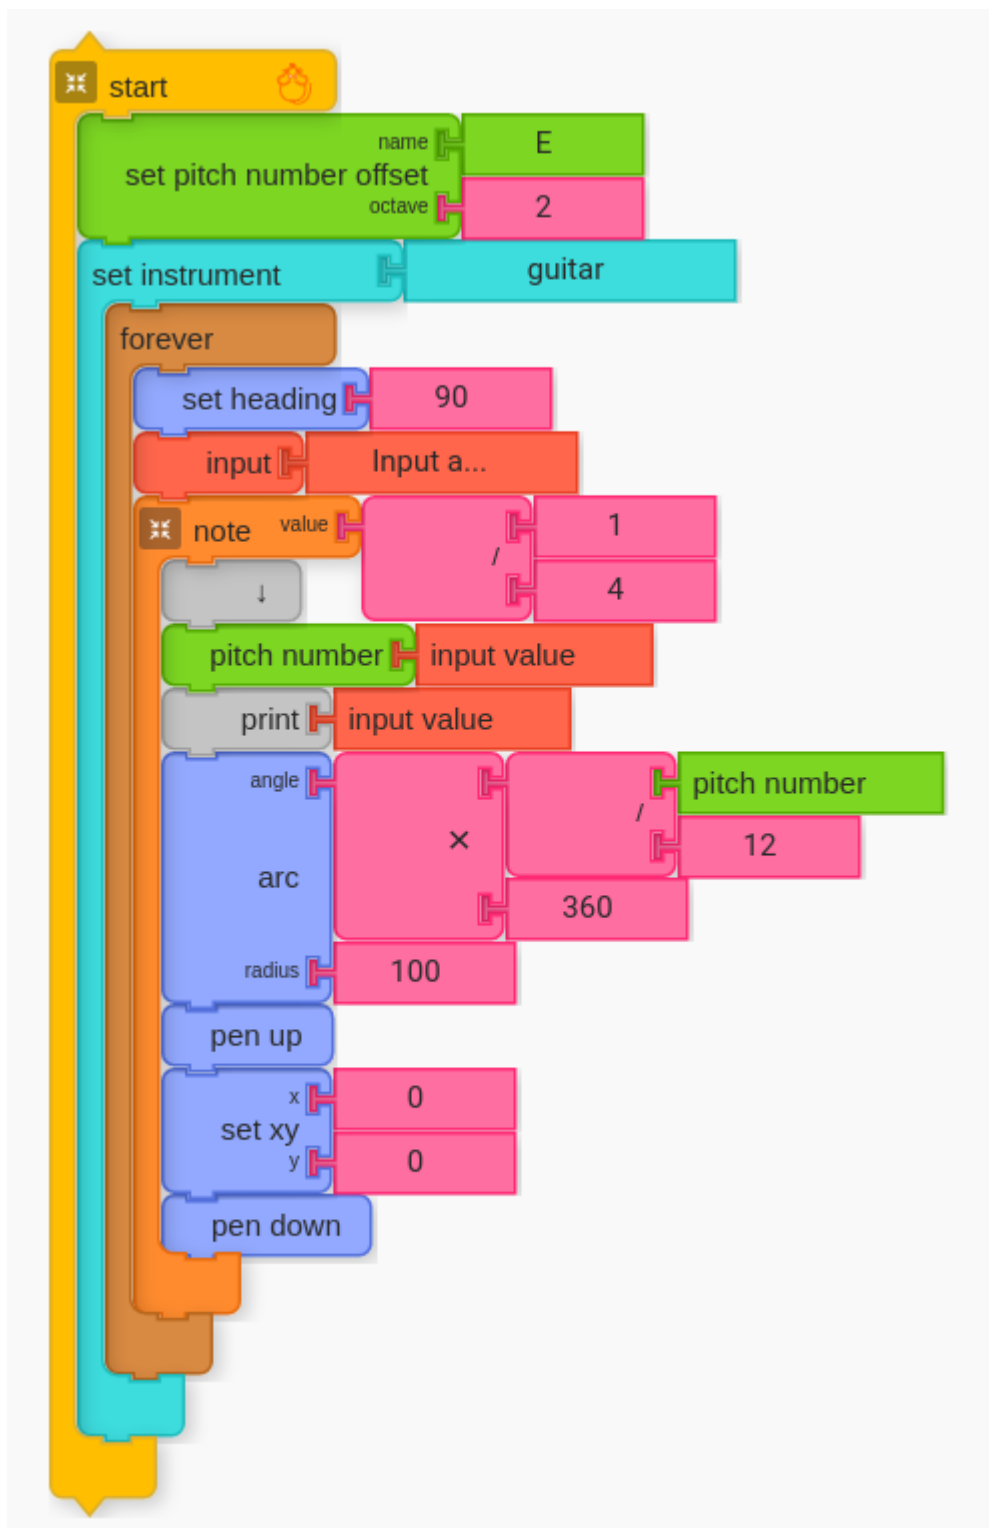 start
name E
set pitch number offset
octave 2
set instrument guitar
forever
set heading 90
input Input a...
note value / 1
4
↓
pitch number input value
print input value
angle × / pitch number
12
arc 360
radius 100
pen up
x 0
set xy
y 0
pen down